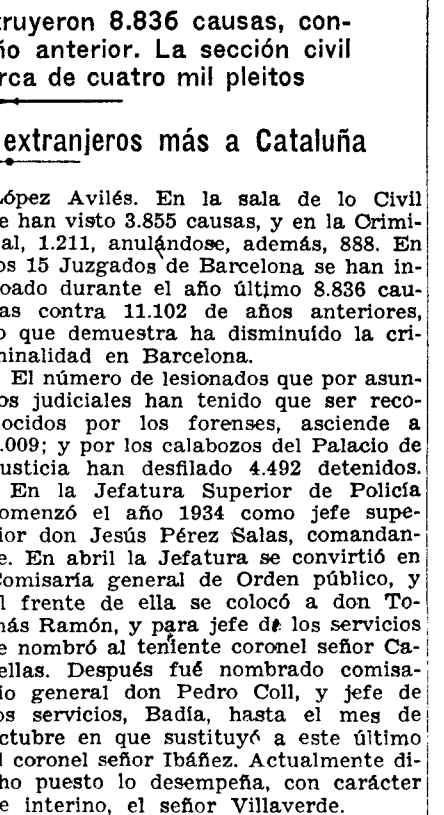 truyeron 8.836 causas, con-
ño anterior. La sección civil
rca de cuatro mil pleitos
extranjeros más a Cataluña
López Avilés. En la sala de lo Civil
e han visto 3.855 causas, y en la Crimi-
al, 1.211, anulándose, además, 888. En
os 15 Juzgados de Barcelona se han in-
oado durante el año último 8.836 cau-
as contra 11.102 de años anteriores,
o que demuestra ha disminuído la cri-
minalidad en Barcelona.
El número de lesionados que por asun-
os judiciales han tenido que ser reco-
ocidos por los forenses, asciende a
.009; y por los calabozos del Palacio de
usticia han desfilado 4.492 detenidos.
En la Jefatura Superior de Policía
omenzó el año 1934 como jefe supe-
ior don Jesús Pérez Salas, comandan-
e. En abril la Jefatura se convirtió en
Comisaría general de Orden público, y
l frente de ella se colocó a don To-
más Ramón, y para jefe de los servicios
e nombró al teniente coronel señor Ca-
ellas. Después fué nombrado comisa-
io general don Pedro Coll, y jefe de
os servicios, Badía, hasta el mes de
ctubre en que sustituyó a este último
l coronel señor Ibáñez. Actualmente di-
ho puesto lo desempeña, con carácter
e interino, el señor Villaverde.